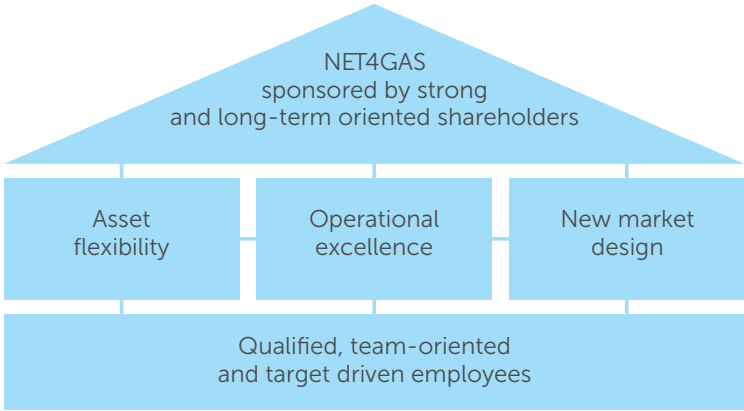 NET4GAS
sponsored by strong
and long-term oriented shareholders
Asset
flexibility
Operational
excellence
New market
design
Qualified, team-oriented
and target driven employees